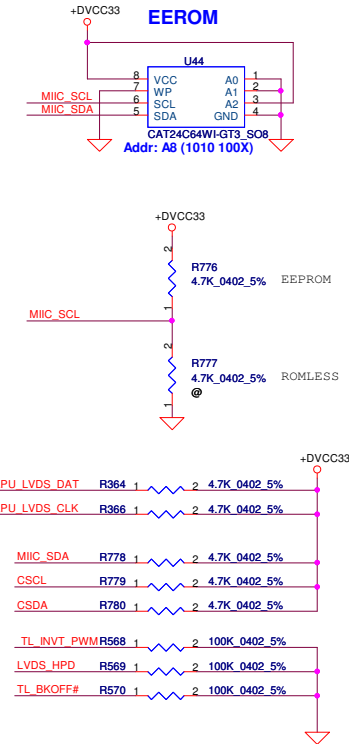 +DVCC33
EEROM
U44
8 VCC A0 1
7 WP A1 2
MIIC_SCL 6 SCL A2 3
MIIC_SDA 5 SDA GND 4
CAT24C64WI-GT3_SO8
Addr: A8 (1010 100X)
+DVCC33
2
R776
4.7K_0402_5% EEPROM
1
MIIC_SCL
2
R777
4.7K_0402_5% ROMLESS
@
1
+DVCC33
PU_LVDS_DAT R364 1 2 4.7K_0402_5%
PU_LVDS_CLK R366 1 2 4.7K_0402_5%
MIIC_SDA R778 1 2 4.7K_0402_5%
CSCL R779 1 2 4.7K_0402_5%
CSDA R780 1 2 4.7K_0402_5%
TL_INVT_PWM R568 1 2 100K_0402_5%
LVDS_HPD R569 1 2 100K_0402_5%
TL_BKOFF# R570 1 2 100K_0402_5%